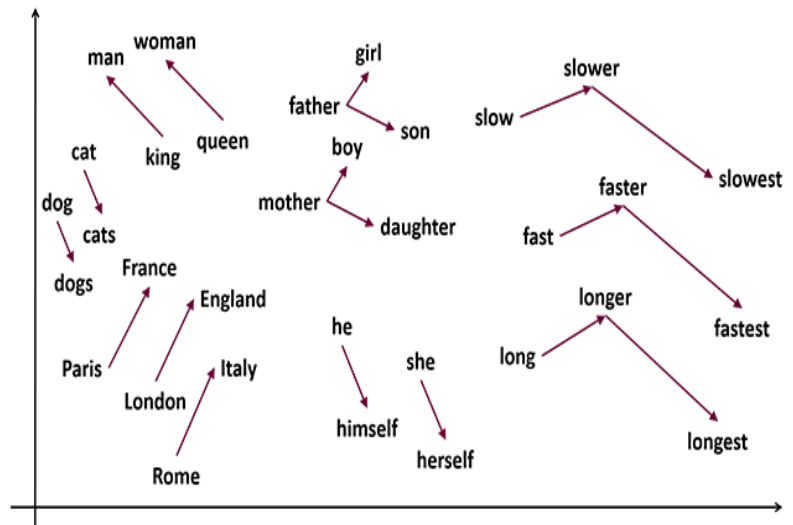 man
woman
king
queen
cat
cats
dog
dogs
France
Paris
England
London
Italy
Rome
girl
father
son
boy
mother
daughter
he
himself
she
herself
slower
slow
slowest
faster
fast
fastest
longer
long
longest